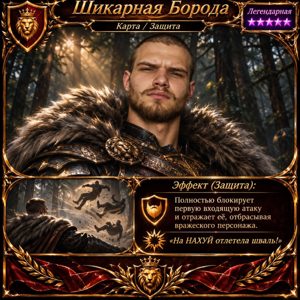 Шикарная Борода
Легендарная
Карта / Защита
Эффект (Защита):
Полностью блокирует
первую входящую атаку
и отражает её, отбрасывая
вражеского персонажа.
«На НАХУЙ отлетела шваль!»